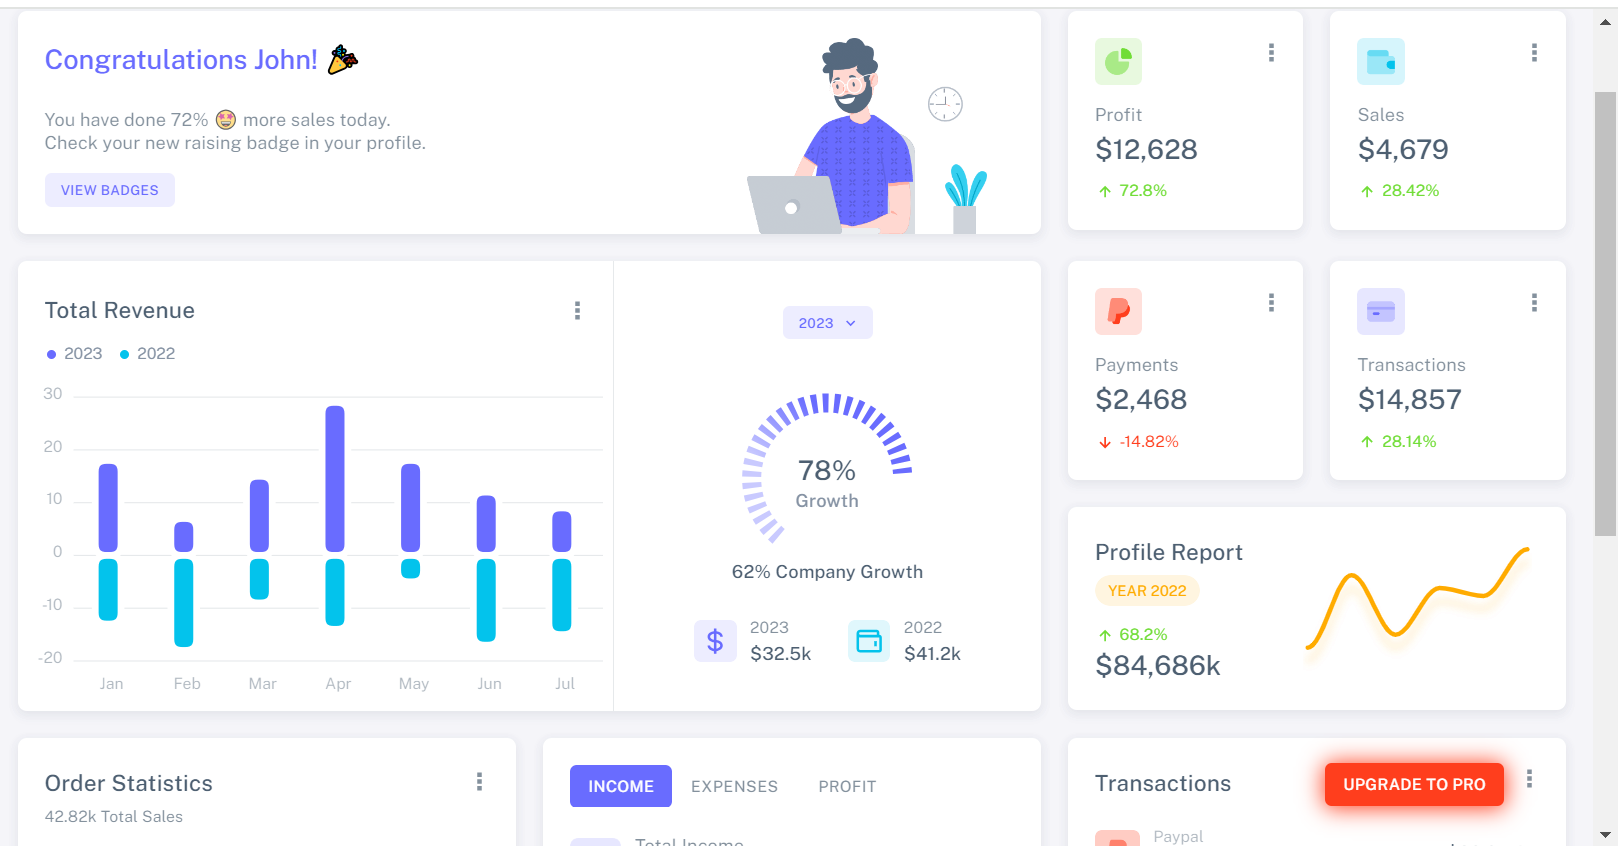 Congratulations John!
You have done 72% more sales today.
Check your new raising badge in your profile.
VIEW BADGES
Profit
$12,628
72.8%
Sales
$4,679
28.42%
Total Revenue
2023 2022
30
20
10
0
-10
-20
Jan Feb Mar Apr May Jun Jul
2023
78%
Growth
62% Company Growth
2023
$32.5k
2022
$41.2k
Payments
$2,468
-14.82%
Transactions
$14,857
28.14%
Profile Report
YEAR 2022
68.2%
$84,686k
Order Statistics
42.82k Total Sales
INCOME EXPENSES PROFIT
Total Income
Transactions
UPGRADE TO PRO
Paypal